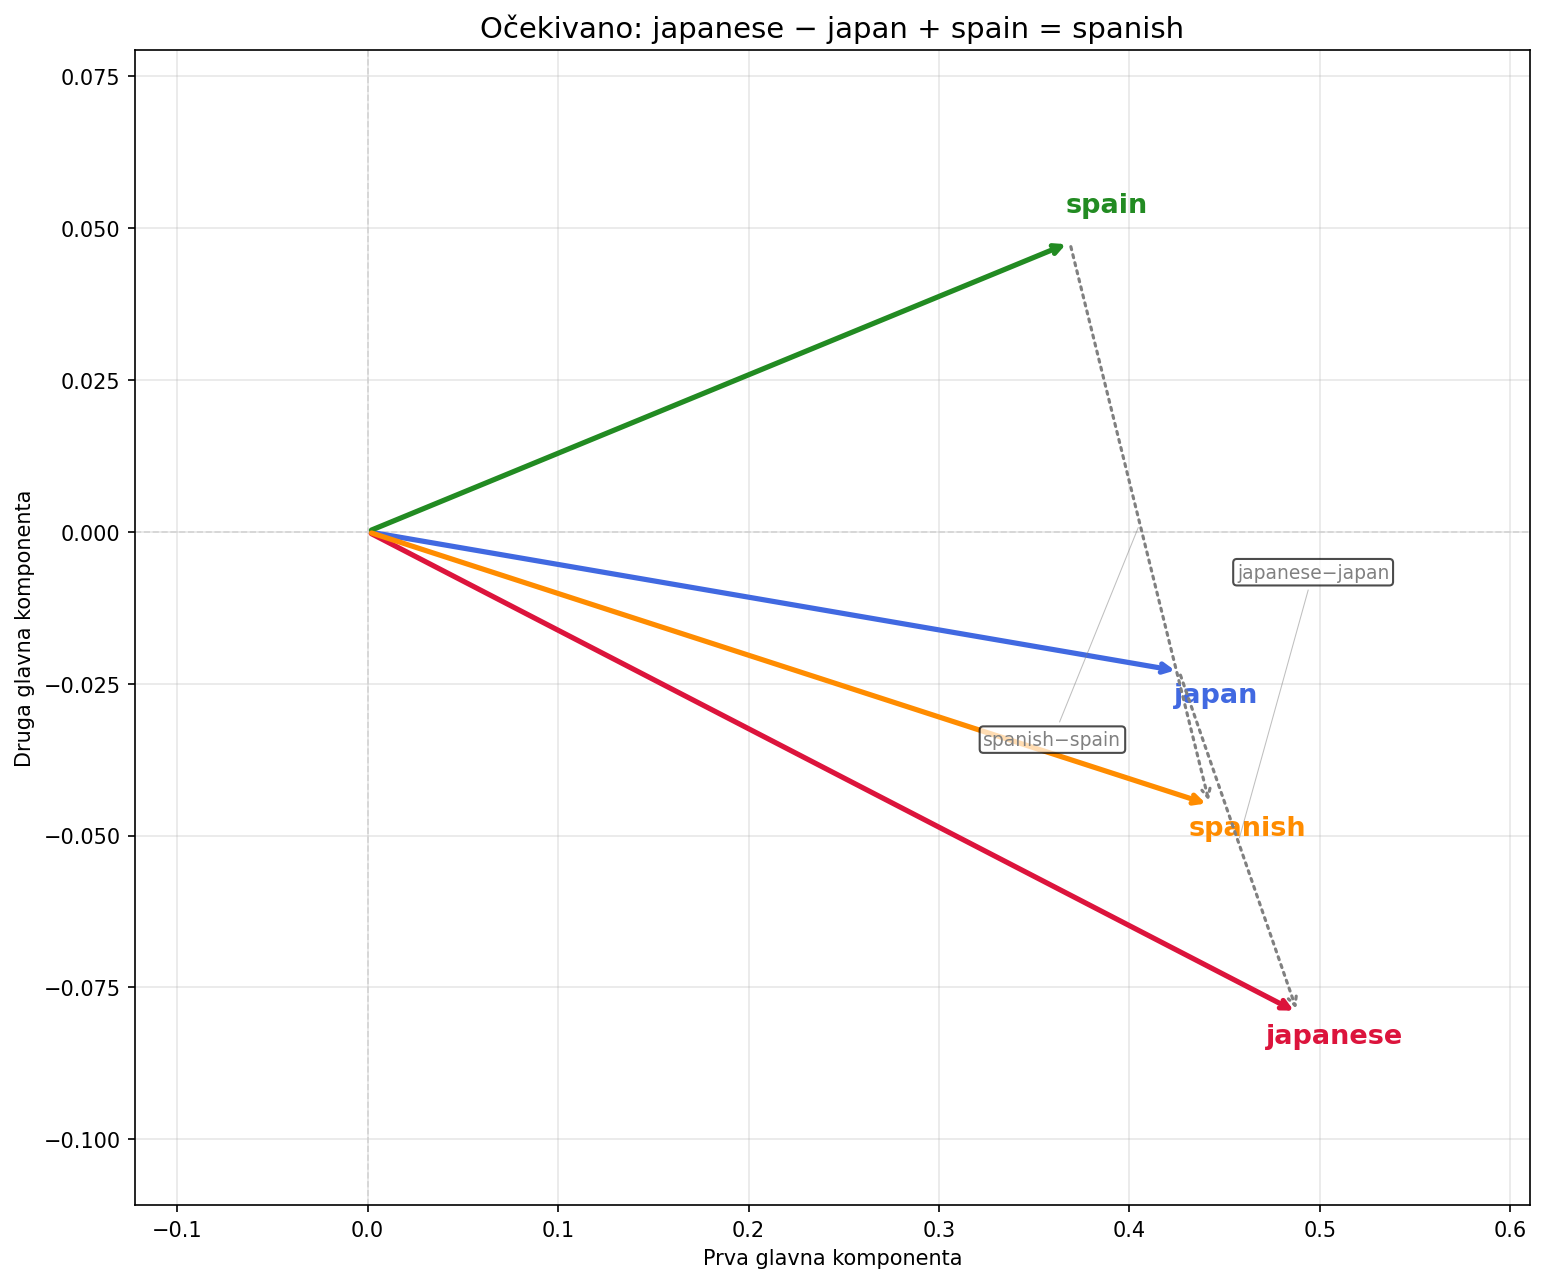 Očekivano: japanese − japan + spain = spanish
0.075
0.050
0.025
0.000
−0.025
−0.050
−0.075
−0.100
Druga glavna komponenta
spain
japanese−japan
japan
spanish−spain
spanish
japanese
−0.1
0.0
0.1
0.2
0.3
0.4
0.5
0.6
Prva glavna komponenta